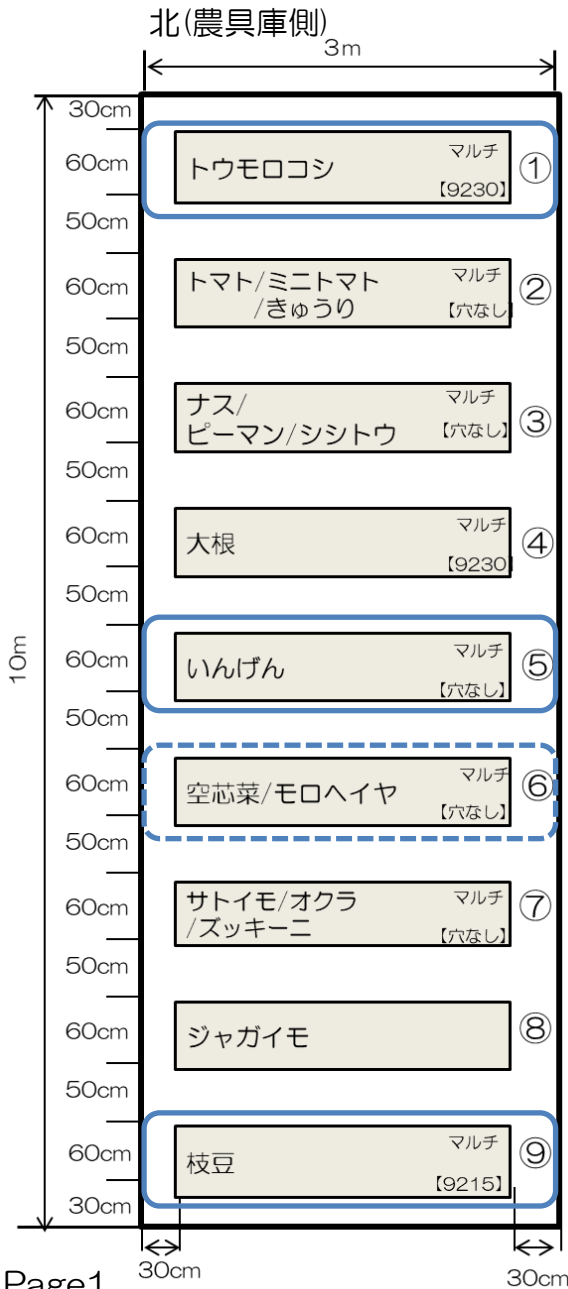 北(農具庫側)
3m
30cm
60cm
トウモロコシ
マルチ
【9230】
①
50cm
60cm
トマト/ミニトマト
/きゅうり
マルチ
【穴なし】
②
50cm
60cm
ナス/
ピーマン/シシトウ
マルチ
【穴なし】
③
50cm
60cm
大根
マルチ
【9230】
④
50cm
10m
60cm
いんげん
マルチ
【穴なし】
⑤
50cm
60cm
空芯菜/モロヘイヤ
マルチ
【穴なし】
⑥
50cm
60cm
サトイモ/オクラ
/ズッキーニ
マルチ
【穴なし】
⑦
50cm
60cm
ジャガイモ
⑧
50cm
60cm
枝豆
マルチ
【9215】
⑨
30cm
30cm
30cm
Page1